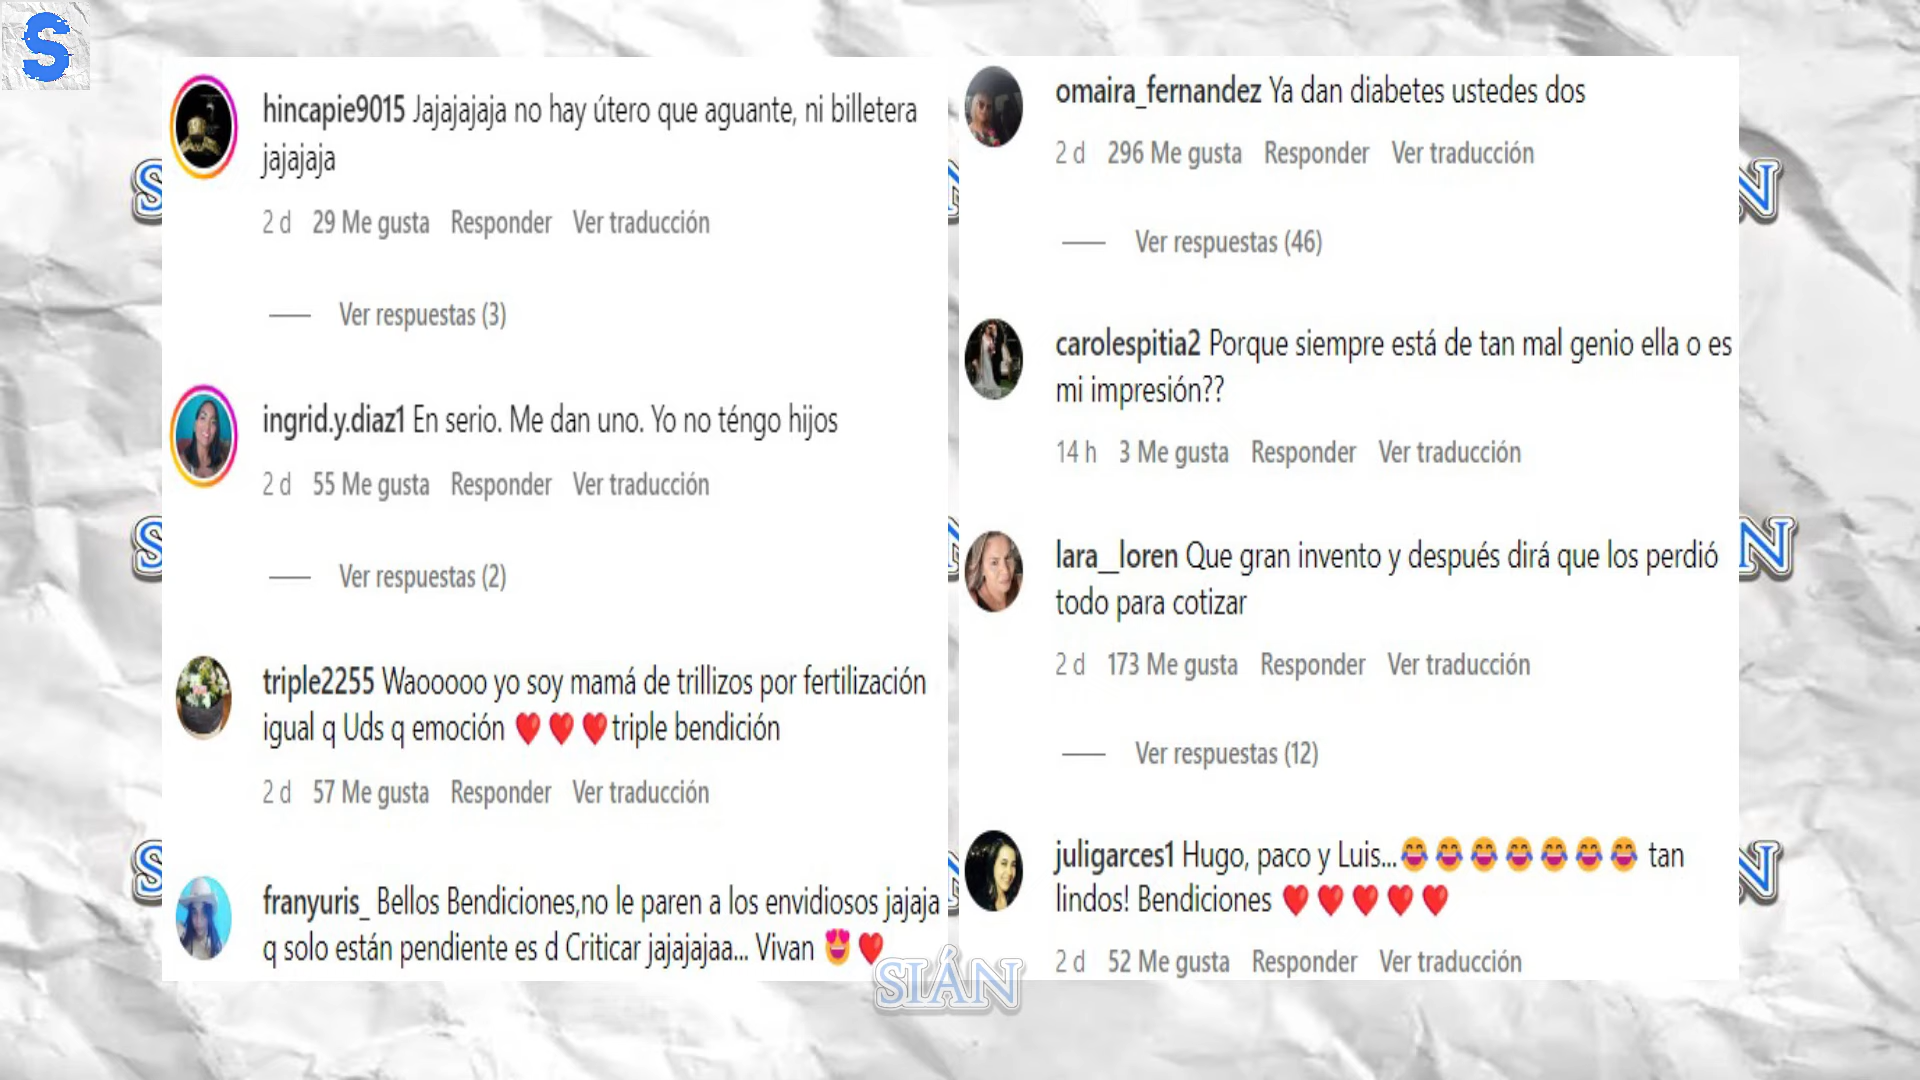 S
hincapie9015 Jajajajaja no hay útero que aguante, ni billetera
jajajaja
2 d 29 Me gusta Responder Ver traducción
Ver respuestas (3)
ingrid.y.diaz1 En serio. Me dan uno. Yo no téngo hijos
2 d 55 Me gusta Responder Ver traducción
Ver respuestas (2)
triple2255 Waooooo yo soy mamá de trillizos por fertilización
igual q Uds q emoción ❤️❤️❤️triple bendición
2 d 57 Me gusta Responder Ver traducción
franyuris_ Bellos Bendiciones,no le paren a los envidiosos jajaja
q solo están pendiente es d Criticar jajajajaa... Vivan 😍❤️
omaira_fernandez Ya dan diabetes ustedes dos
2 d 296 Me gusta Responder Ver traducción
Ver respuestas (46)
carolespitia2 Porque siempre está de tan mal genio ella o es
mi impresión??
14 h 3 Me gusta Responder Ver traducción
lara__loren Que gran invento y después dirá que los perdió
todo para cotizar
2 d 173 Me gusta Responder Ver traducción
Ver respuestas (12)
juligarces1 Hugo, paco y Luis...😂😂😂😂😂😂😂 tan
lindos! Bendiciones ❤️❤️❤️❤️❤️
2 d 52 Me gusta Responder Ver traducción
SIÁN